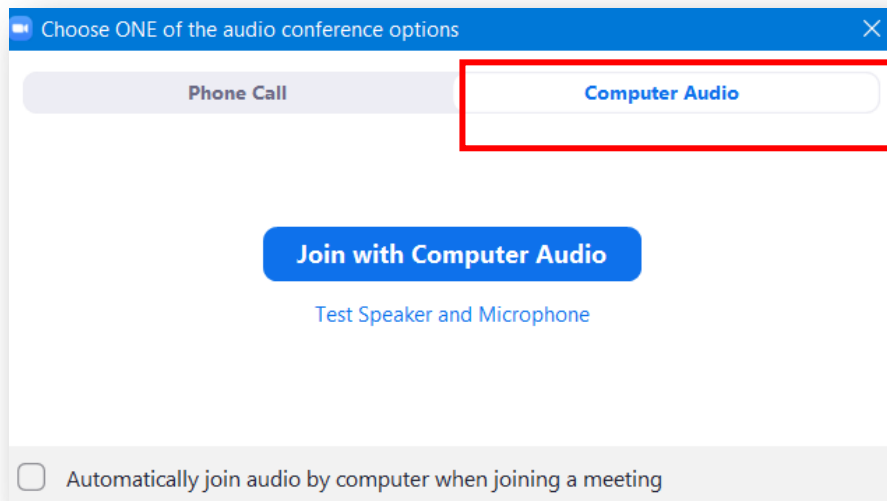 Choose ONE of the audio conference options
Phone Call
Computer Audio
Join with Computer Audio
Test Speaker and Microphone
Automatically join audio by computer when joining a meeting